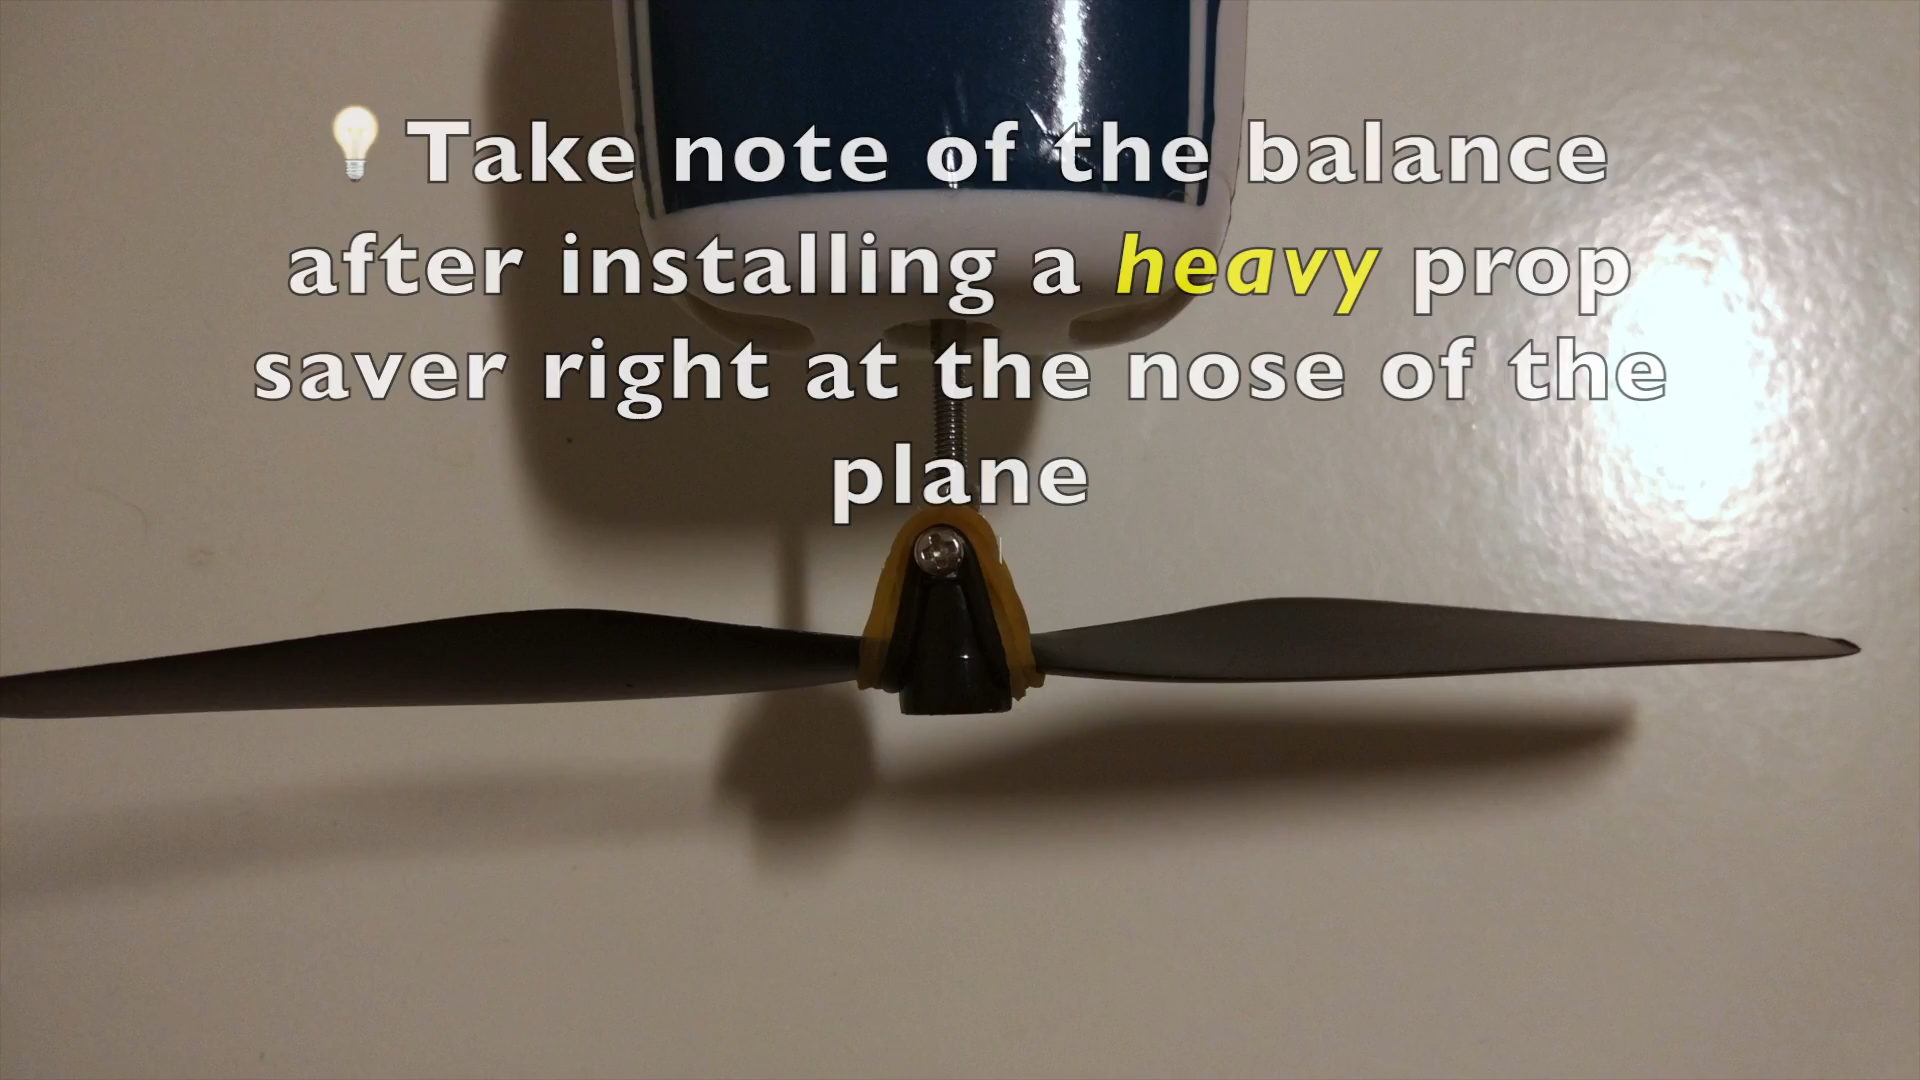 💡Take note of the balance
after installing a heavy prop
saver right at the nose of the
plane